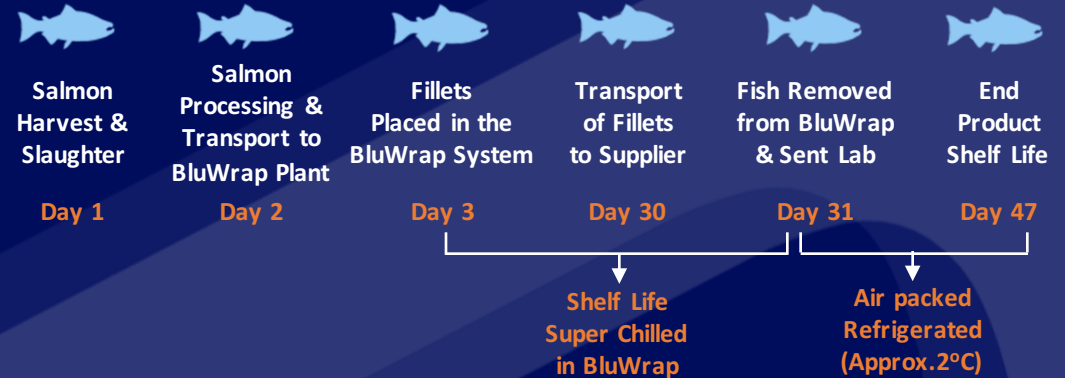 Salmon
Harvest &
Slaughter
Day 1
Salmon
Processing &
Transport to
BluWrap Plant
Day 2
Fillets
Placed in the
BluWrap System
Day 3
Transport
of Fillets
to Supplier
Day 30
Fish Removed
from BluWrap
& Sent Lab
Day 31
End
Product
Shelf Life
Day 47
Shelf Life
Super Chilled
in BluWrap
Air packed
Refrigerated
(Approx.2°C)